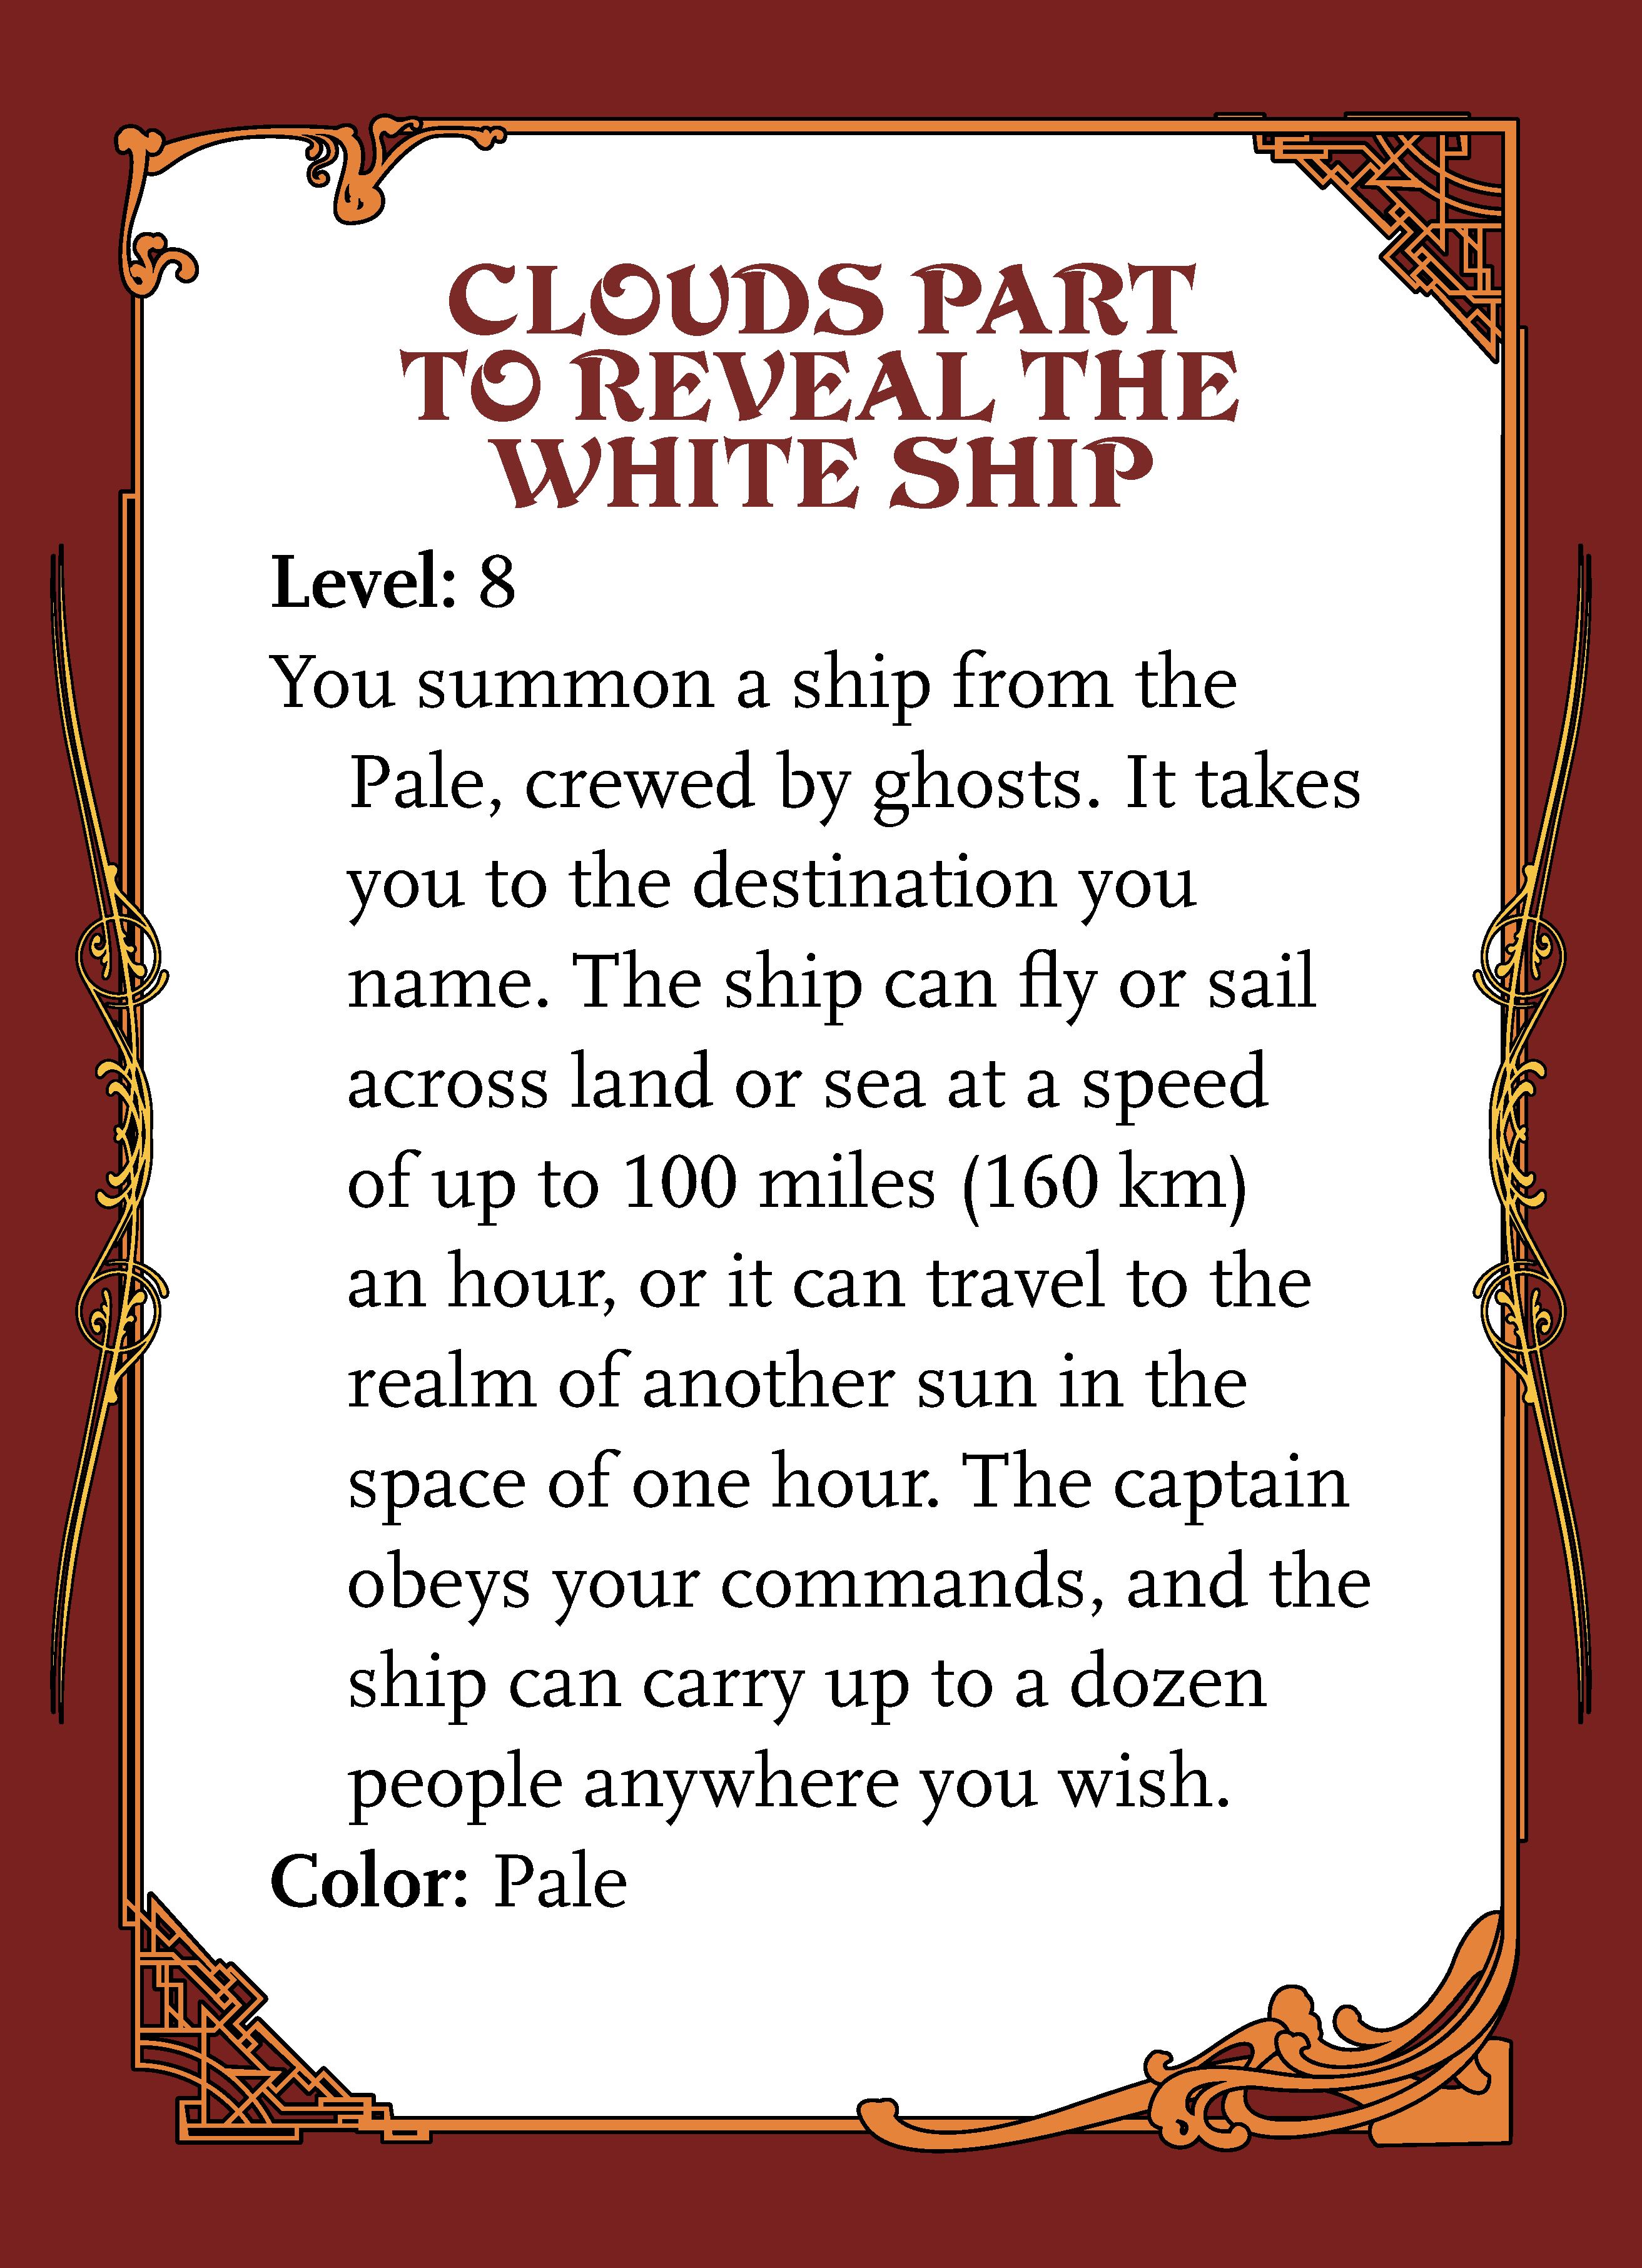 CLOUDS PART
TO REVEAL THE
WHITE SHIP
Level: 8
You summon a ship from the
Pale, crewed by ghosts. It takes
you to the destination you
name. The ship can fly or sail
across land or sea at a speed
of up to 100 miles (160 km)
an hour, or it can travel to the
realm of another sun in the
space of one hour. The captain
obeys your commands, and the
ship can carry up to a dozen
people anywhere you wish.
Color: Pale